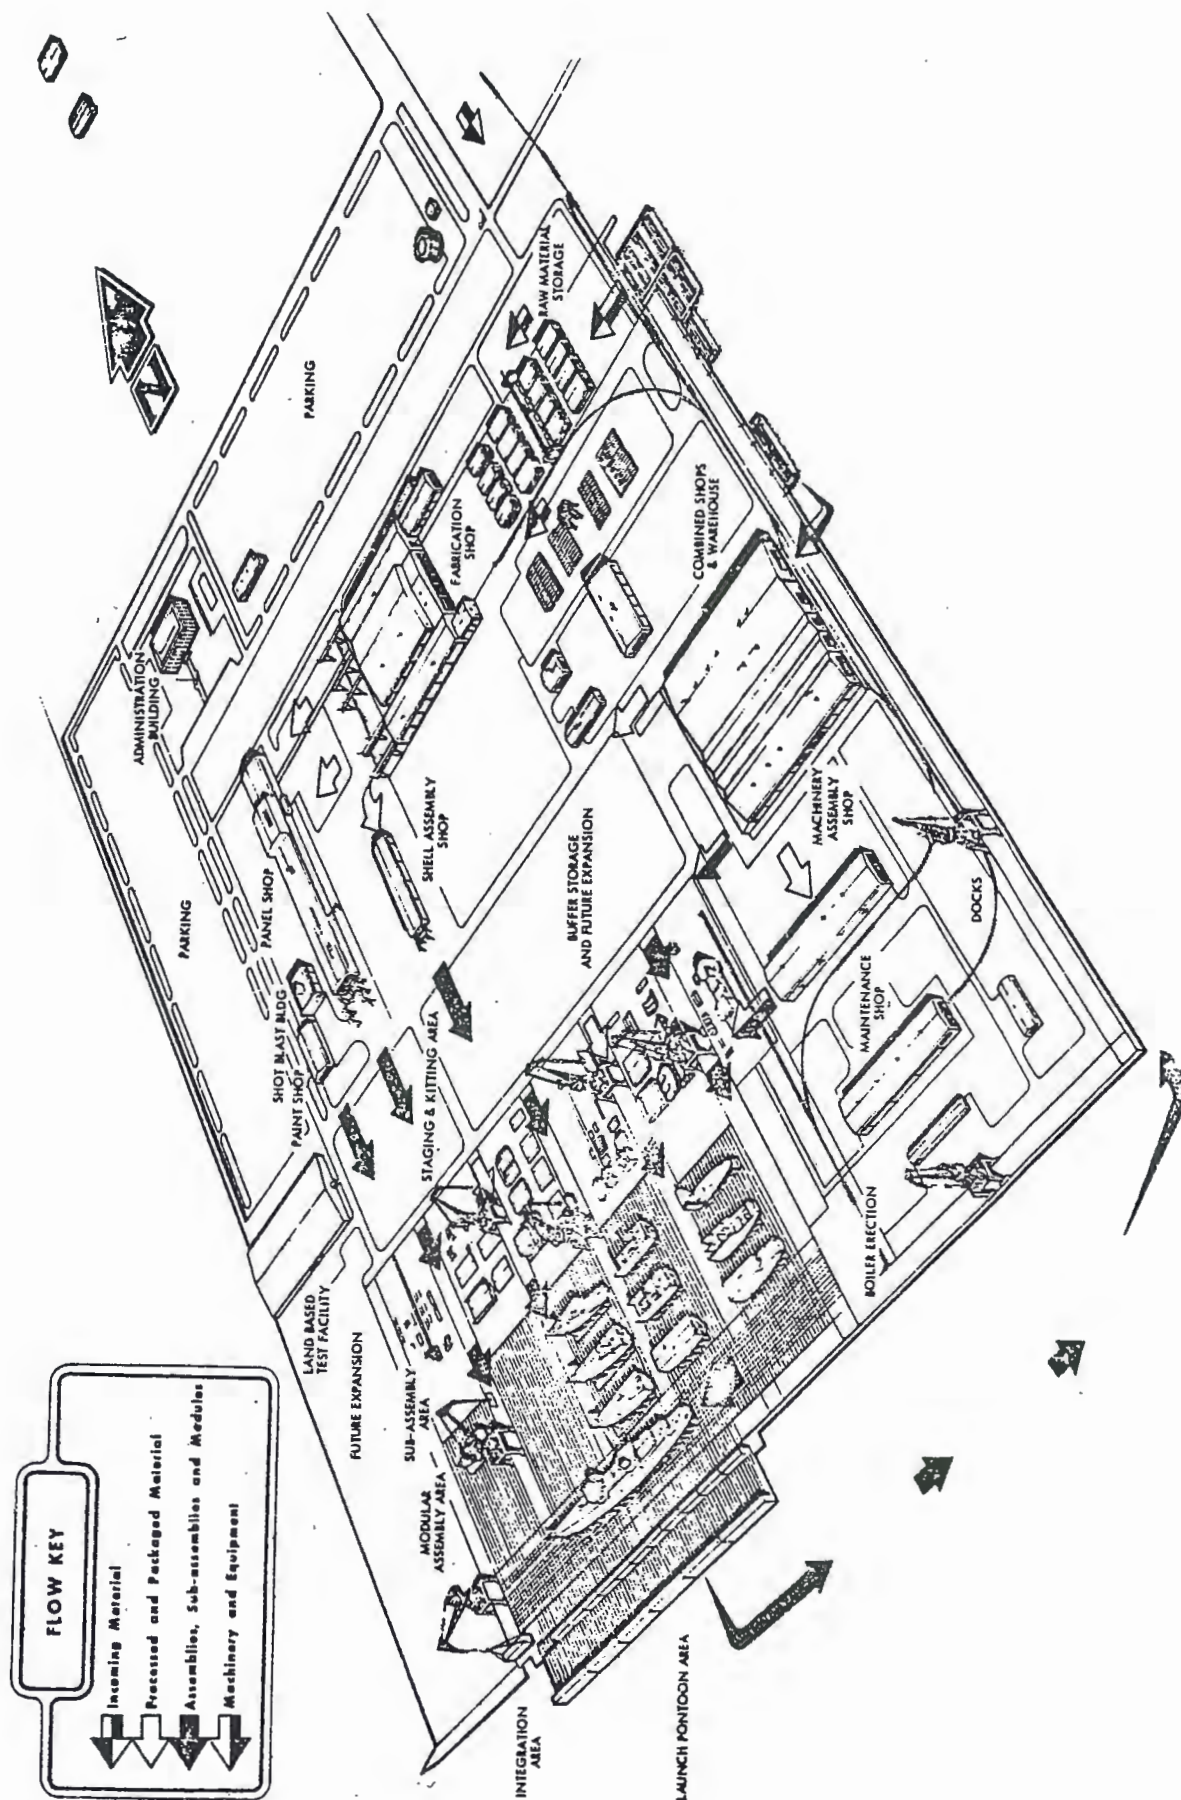 FLOW KEY
Incoming Material
Processed and Packaged Material
Assemblies, Sub-assemblies and Modules
Machinery and Equipment
PARKING
ADMINISTRATION
BUILDING
PARKING
RAW MATERIAL
STORAGE
FABRICATION
SHOP
PANEL SHOP
SHOT BLAST BLDG
PAINT SHOP
SHELL ASSEMBLY
SHOP
COMBINED SHOPS
& WAREHOUSE
LAND BASED
TEST FACILITY
STAGING & KITTING AREA
BUFFER STORAGE
AND FUTURE EXPANSION
MACHINERY
ASSEMBLY
SHOP
FUTURE EXPANSION
SUB-ASSEMBLY
AREA
MODULAR
ASSEMBLY AREA
MAINTENANCE
SHOP
DOCKS
BOILER ERECTION
INTEGRATION
AREA
LAUNCH PONTOON AREA